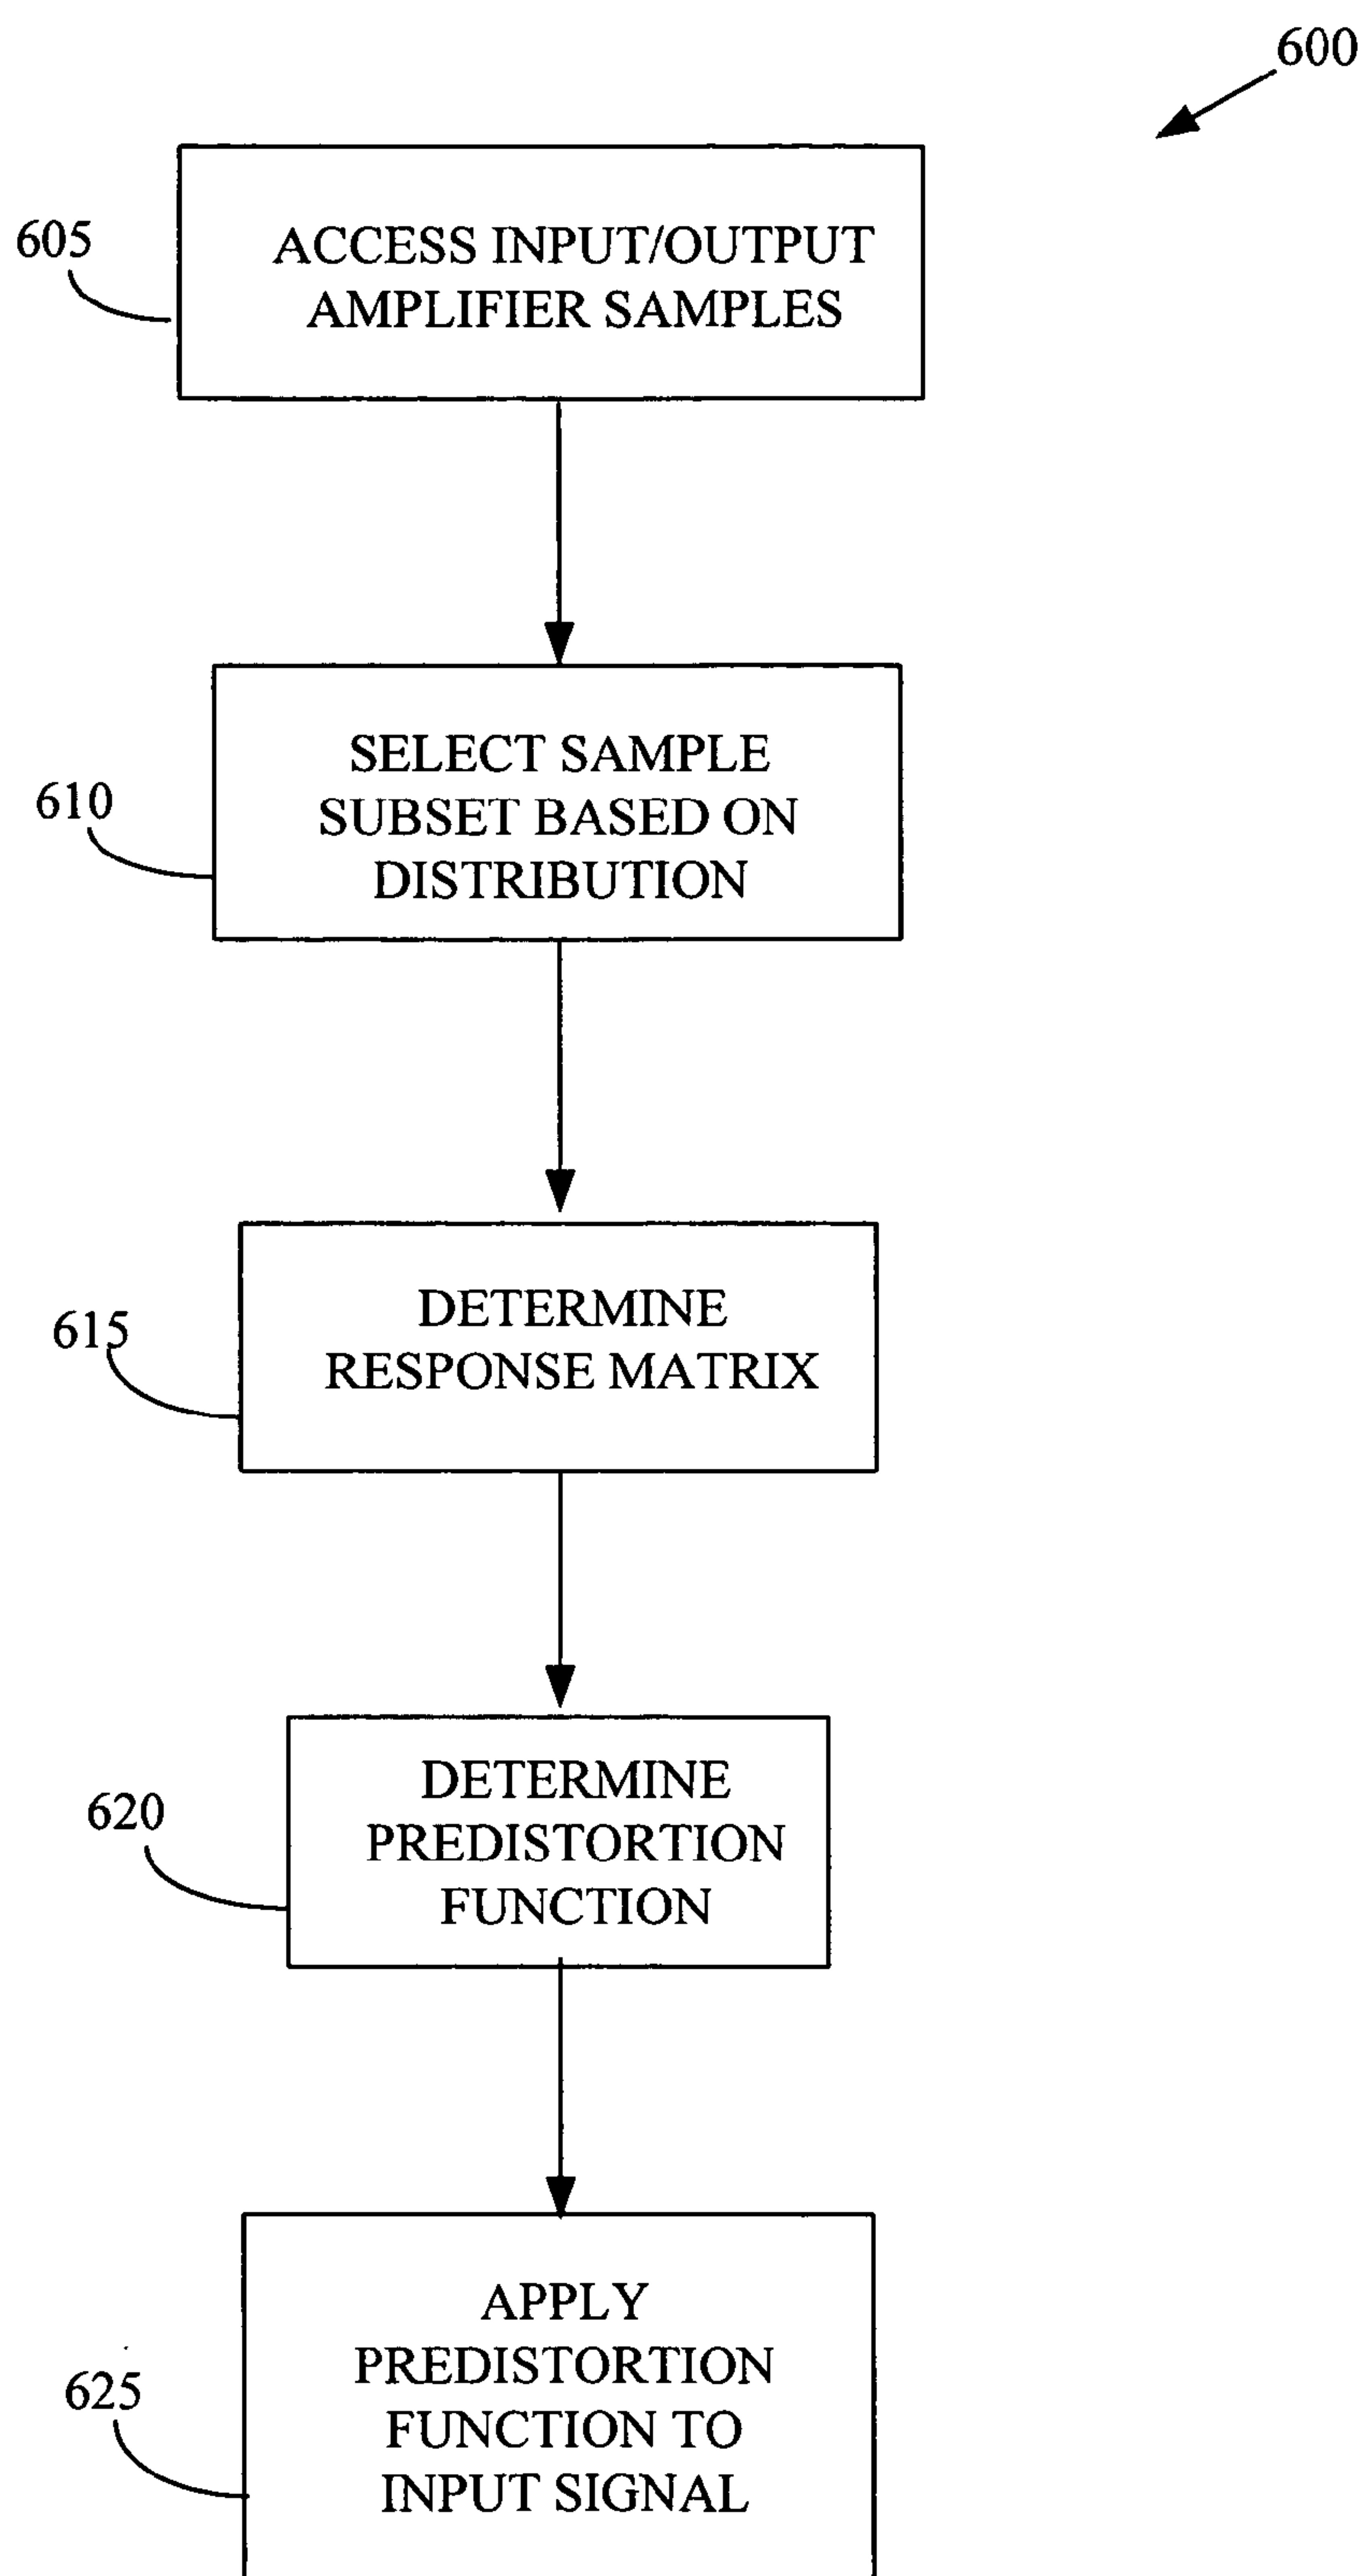 600
605
ACCESS INPUT/OUTPUT
AMPLIFIER SAMPLES
610
SELECT SAMPLE
SUBSET BASED ON
DISTRIBUTION
615
DETERMINE
RESPONSE MATRIX
620
DETERMINE
PREDISTORTION
FUNCTION
625
APPLY
PREDISTORTION
FUNCTION TO
INPUT SIGNAL